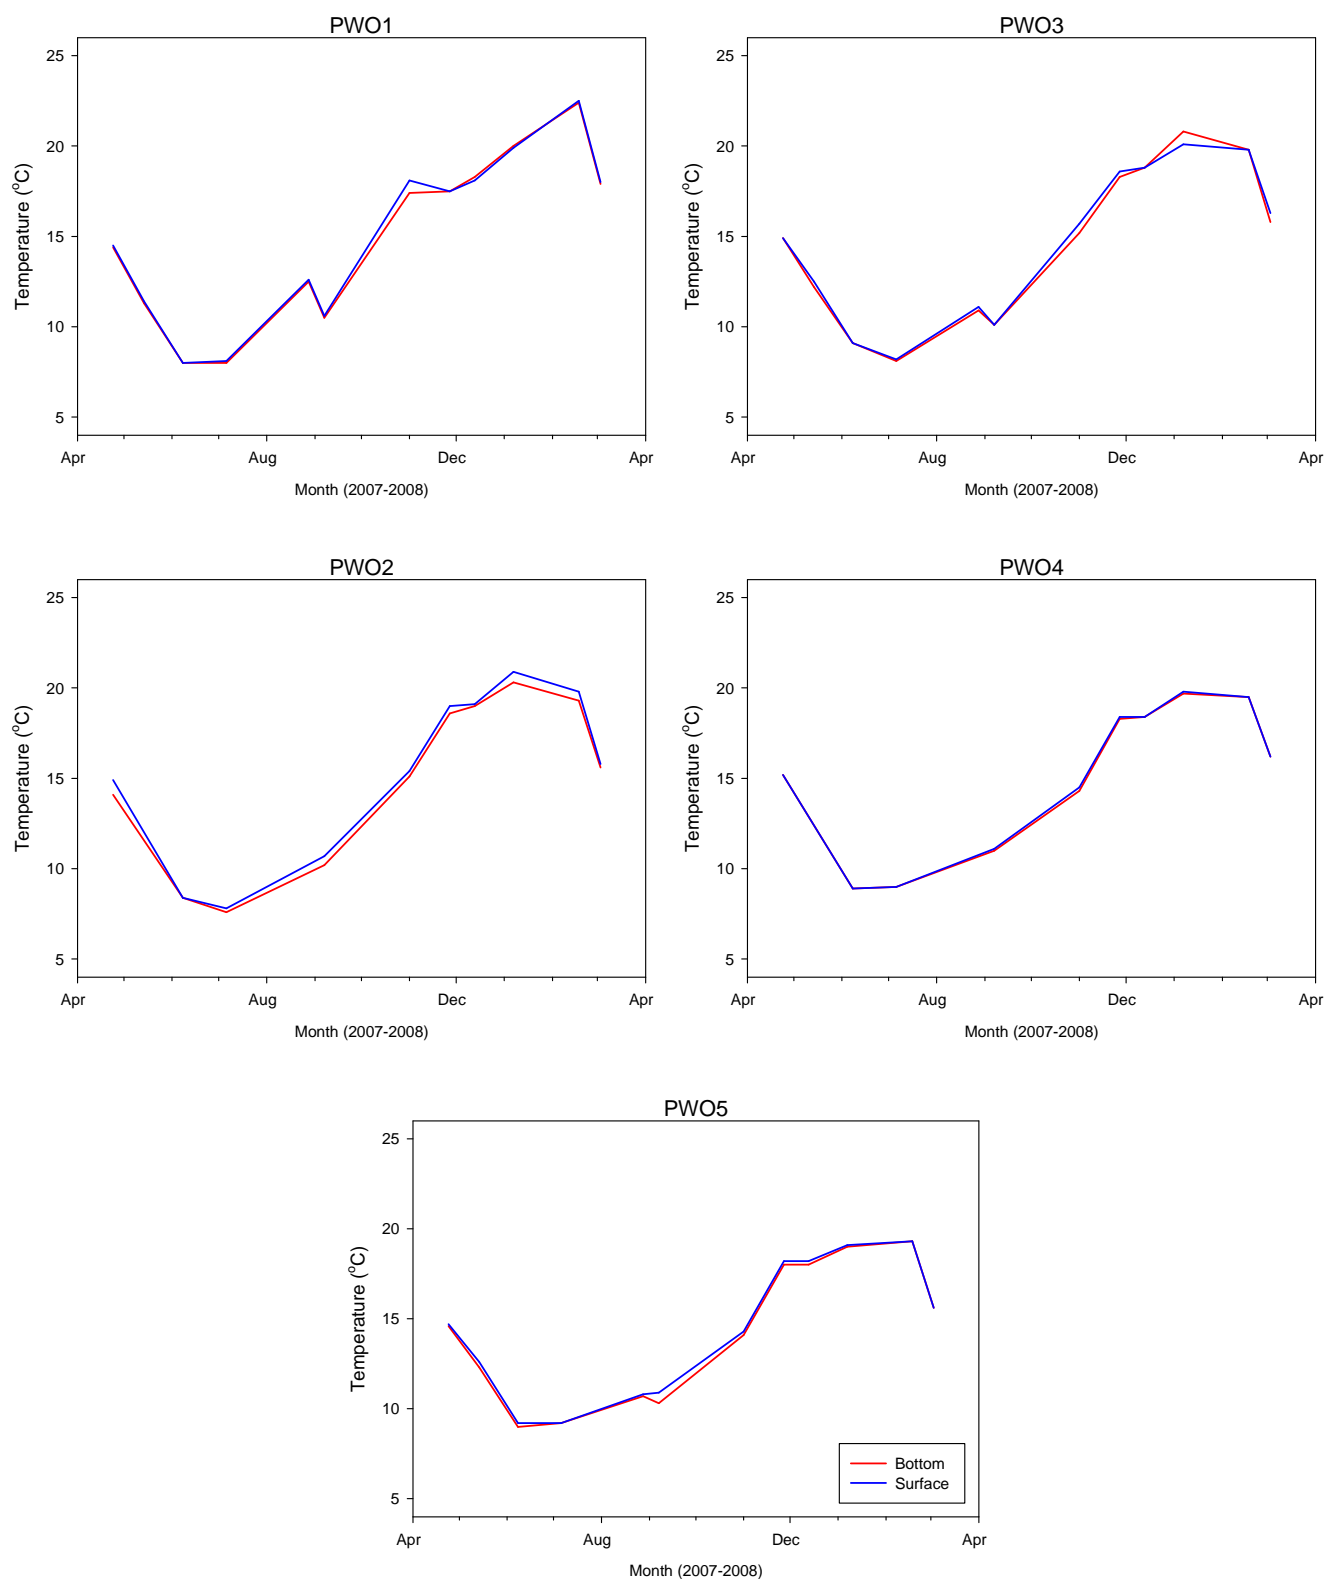 PWO1
25
20
15
10
5
Temperature (°C)
Apr Aug Dec Apr
Month (2007-2008)
PWO3
25
20
15
10
5
Temperature (°C)
Apr Aug Dec Apr
Month (2007-2008)
PWO2
25
20
15
10
5
Temperature (°C)
Apr Aug Dec Apr
Month (2007-2008)
PWO4
25
20
15
10
5
Temperature (°C)
Apr Aug Dec Apr
Month (2007-2008)
PWO5
25
20
15
10
5
Temperature (°C)
Bottom
Surface
Apr Aug Dec Apr
Month (2007-2008)